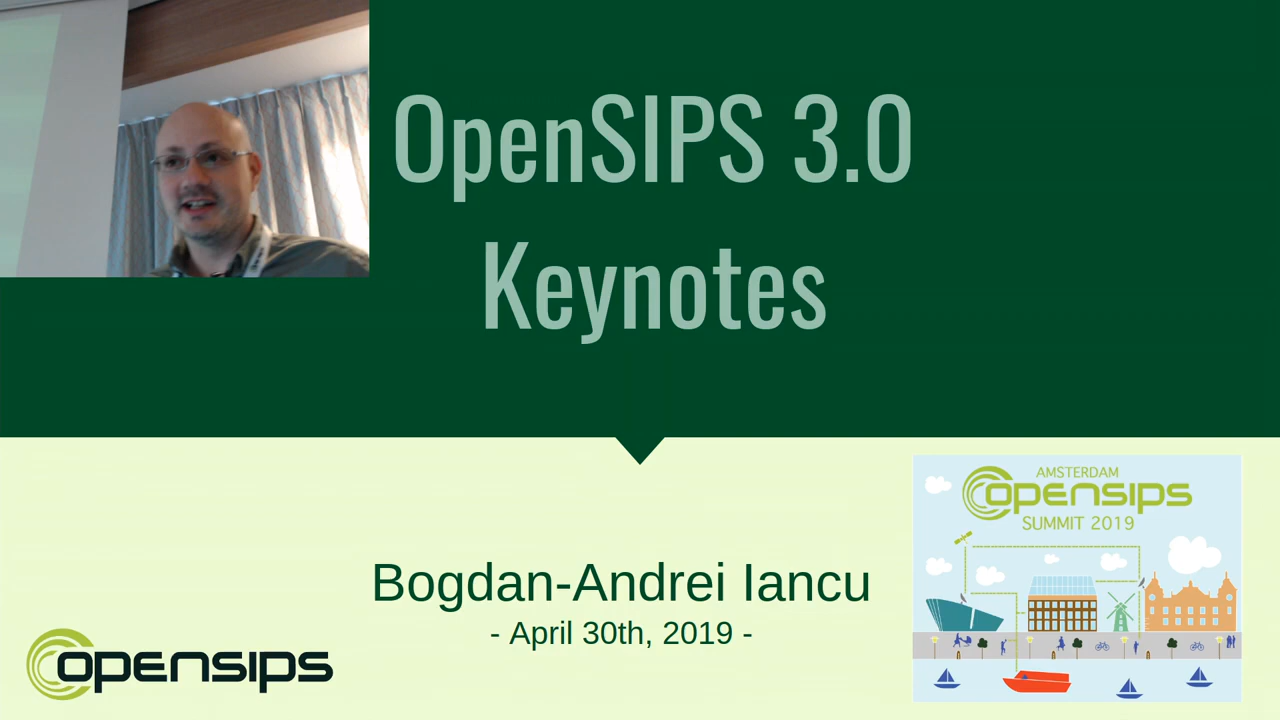 OpenSIPS 3.0
Keynotes
Bogdan-Andrei Iancu
- April 30th, 2019 -
opensips
AMSTERDAM
opensips
SUMMIT 2019